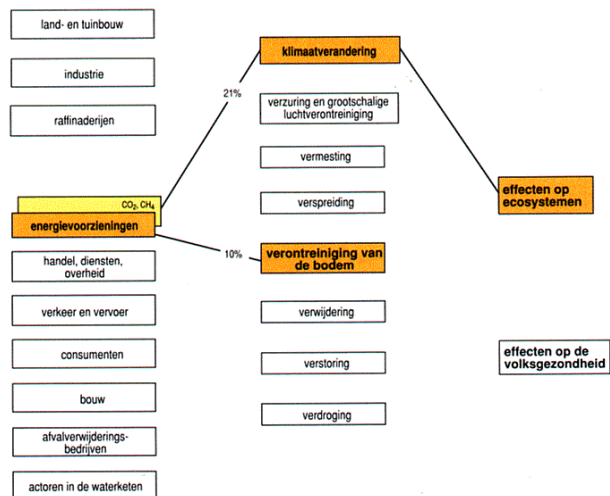 land- en tuinbouw
industrie
raffinaderijen
CO₂, CH₄
energievoorzieningen
handel, diensten,
overheid
verkeer en vervoer
consumenten
bouw
afvalverwijderings-
bedrijven
actoren in de waterketen
21%
10%
klimaatverandering
verzuring en grootschalige
luchtverontreiniging
vermesting
verspreiding
verontreiniging van
de bodem
verwijdering
verstoring
verdroging
effecten op
ecosystemen
effecten op de
volksgezondheid